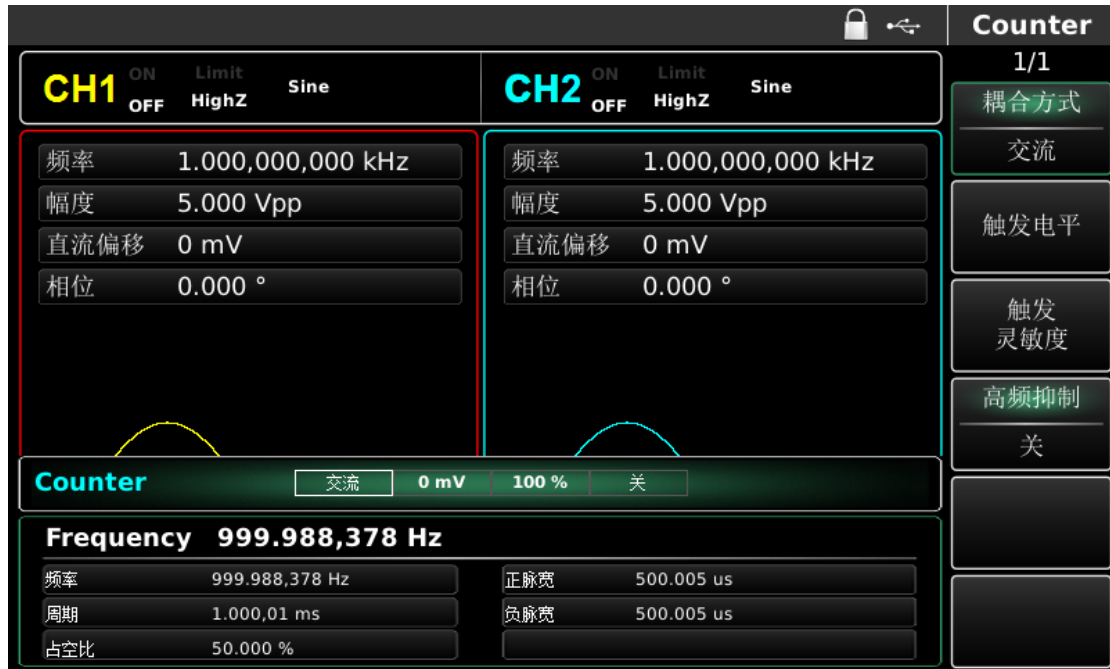 Counter
1/1
CH1 ON OFF Limit HighZ Sine
CH2 ON OFF Limit HighZ Sine
频率 1.000,000,000 kHz
幅度 5.000 Vpp
直流偏移 0 mV
相位 0.000 °
频率 1.000,000,000 kHz
幅度 5.000 Vpp
直流偏移 0 mV
相位 0.000 °
耦合方式
交流
触发电平
触发
灵敏度
高频抑制
关
Counter 交流 0 mV 100 % 关
Frequency 999.988,378 Hz
频率 999.988,378 Hz
周期 1.000,01 ms
占空比 50.000 %
正脉宽 500.005 us
负脉宽 500.005 us